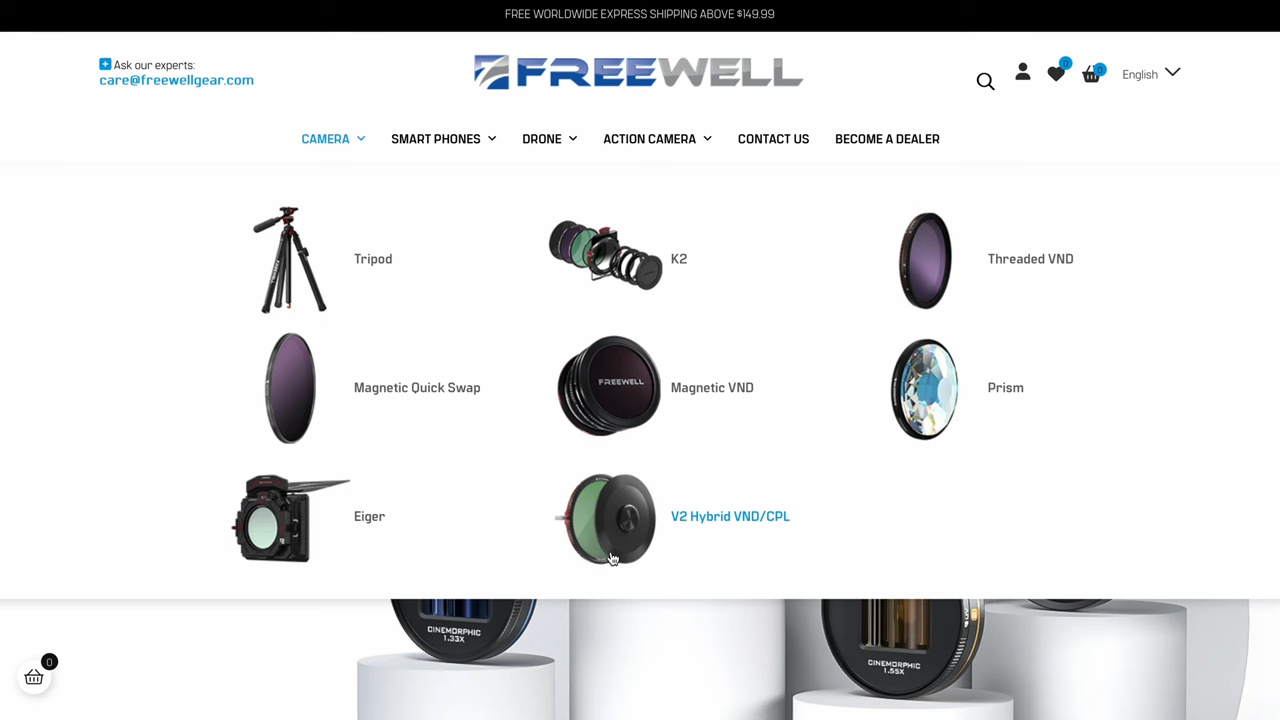 FREE WORLDWIDE EXPRESS SHIPPING ABOVE $149.99
Ask our experts:
care@freewellgear.com
FREEWELL
0
0
English
CAMERA
SMART PHONES
DRONE
ACTION CAMERA
CONTACT US
BECOME A DEALER
Tripod
K2
Threaded VND
Magnetic Quick Swap
FREEWELL
Magnetic VND
Prism
Eiger
V2 Hybrid VND/CPL
CINEMORPHIC
1.33X
CINEMORPHIC
1.55X
0